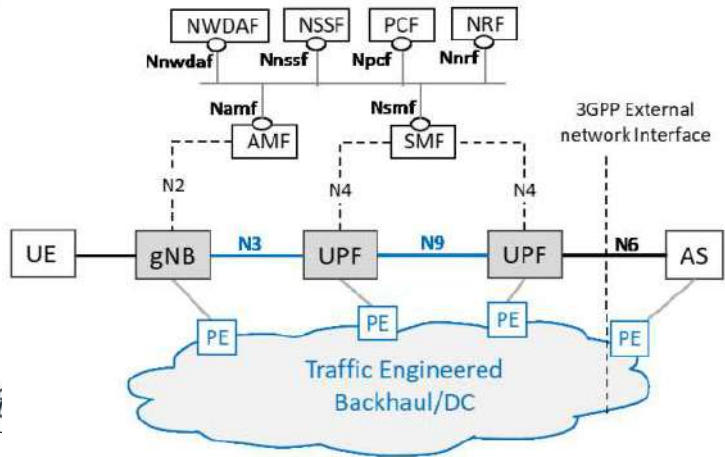 NWDAF NSSF PCF NRF
Nnwdaf Nnssf Npcf Nnrf
Namf Nsmf
3GPP External
network Interface
AMF SMF
N2 N4 N4
N3 N9 N6
UE gNB UPF UPF AS
PE PE PE PE
Traffic Engineered
Backhaul/DC